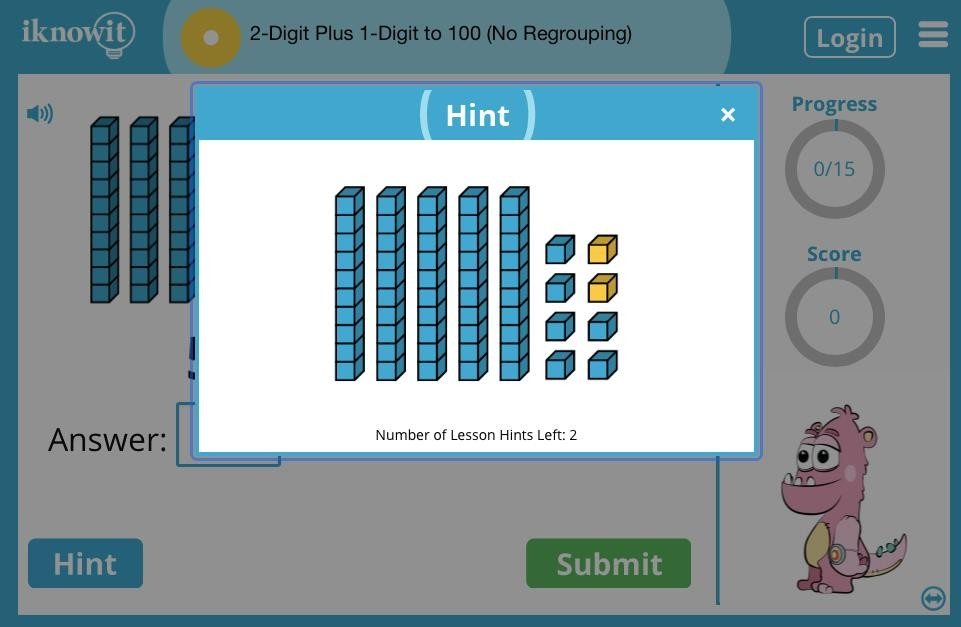 iknowit
2-Digit Plus 1-Digit to 100 (No Regrouping)
Login
Hint
×
Progress
0/15
Score
0
Number of Lesson Hints Left: 2
Answer:
Hint
Submit